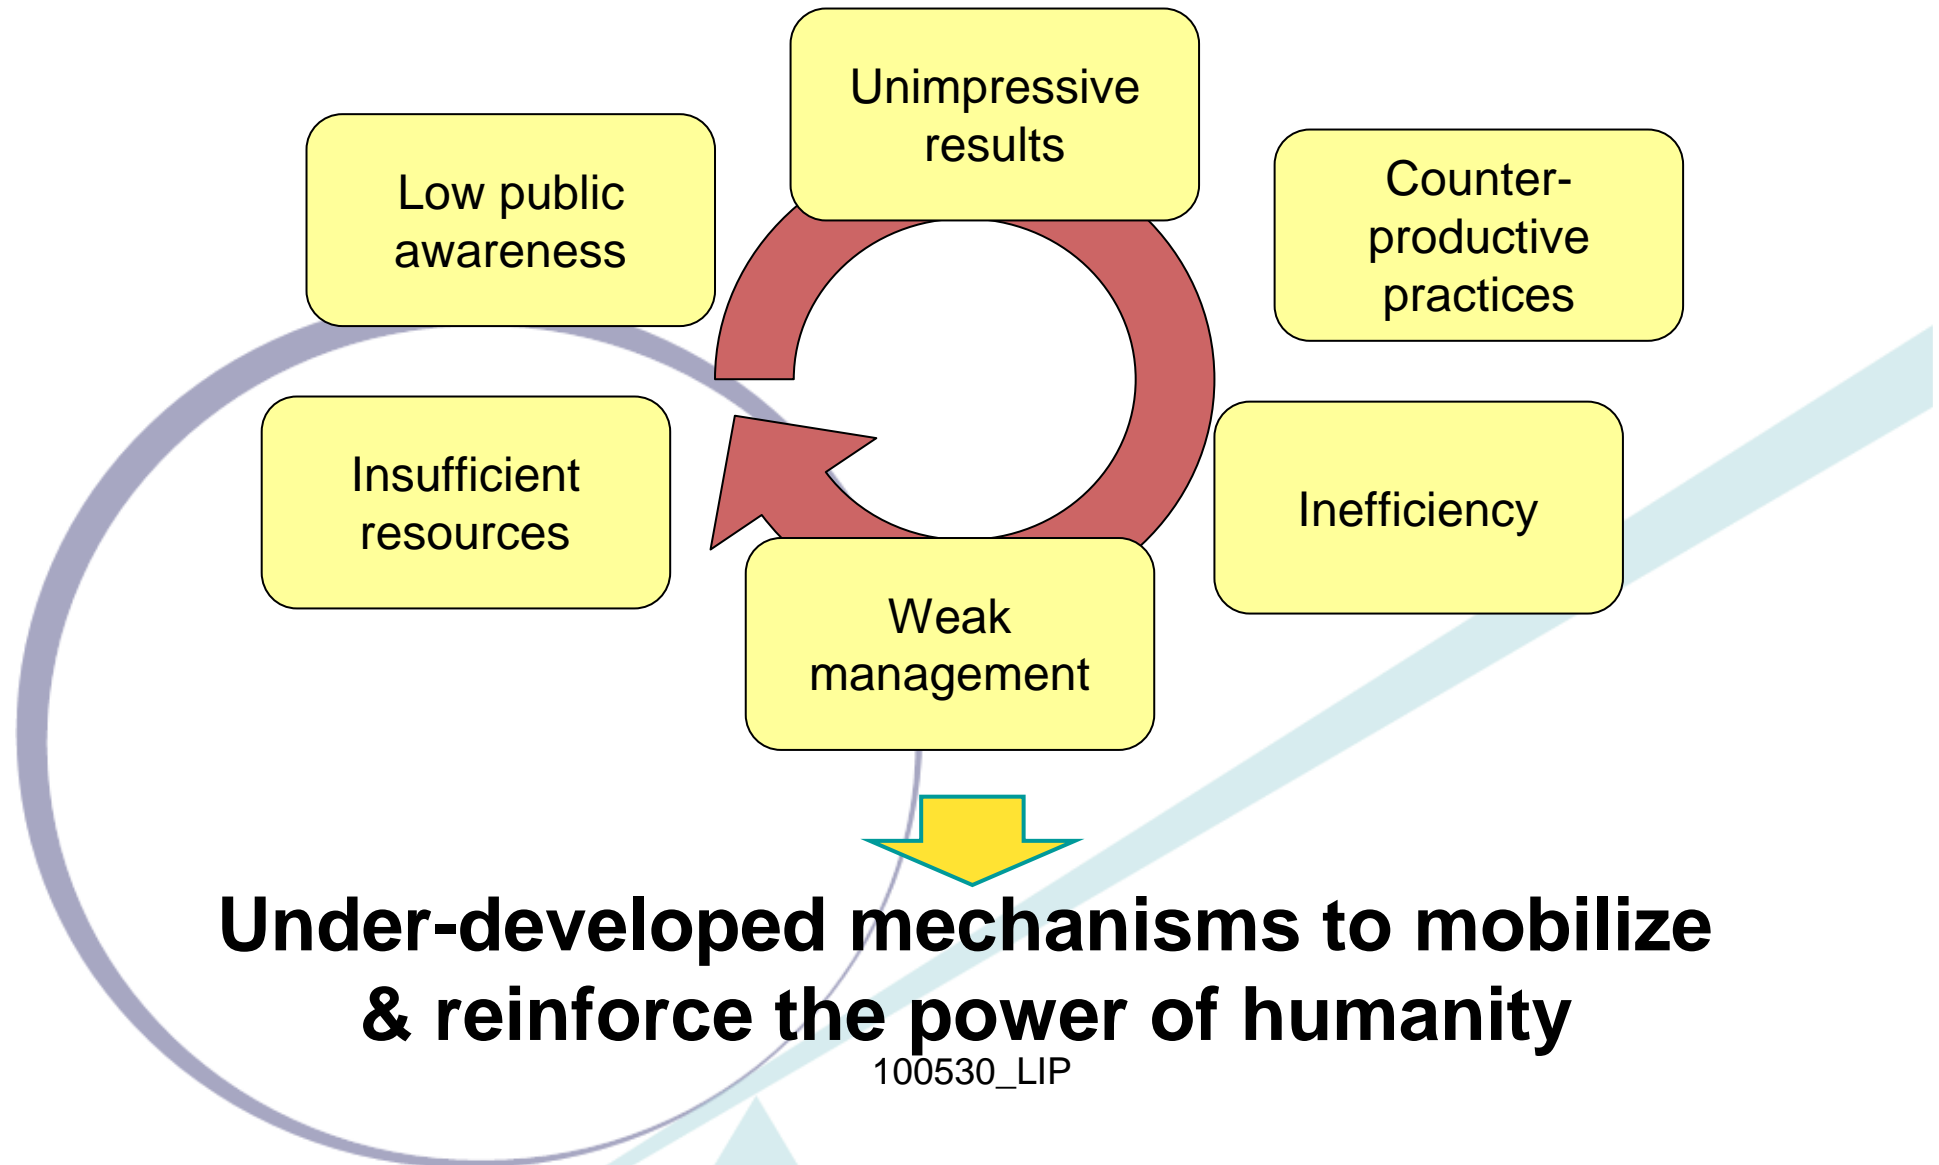 Unimpressive
results
Low public
awareness
Counter-
productive
practices
Insufficient
resources
Inefficiency
Weak
management
Under-developed mechanisms to mobilize
& reinforce the power of humanity
100530_LIP